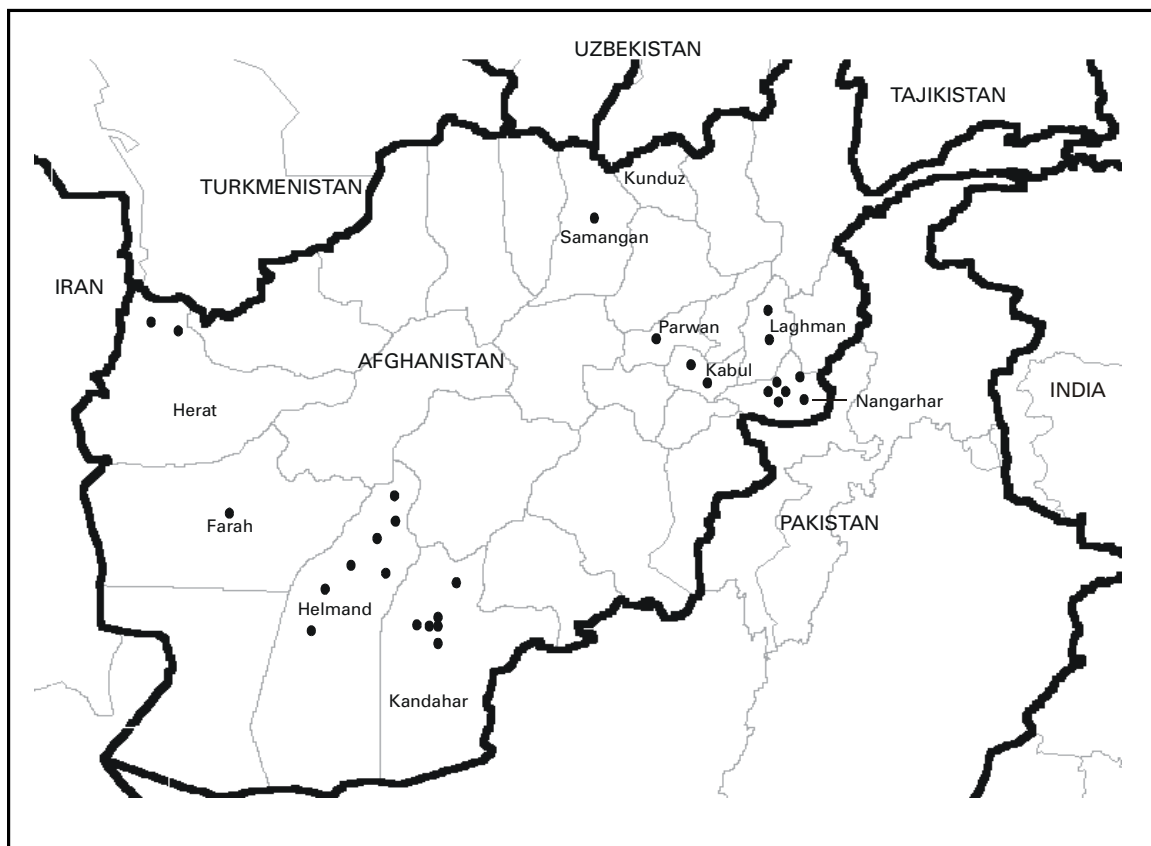 UZBEKISTAN
TAJIKISTAN
Kunduz
TURKMENISTAN
Samangan
IRAN
Parwan
Laghman
AFGHANISTAN
Kabul
INDIA
Herat
Nangarhar
Farah
PAKISTAN
Helmand
Kandahar